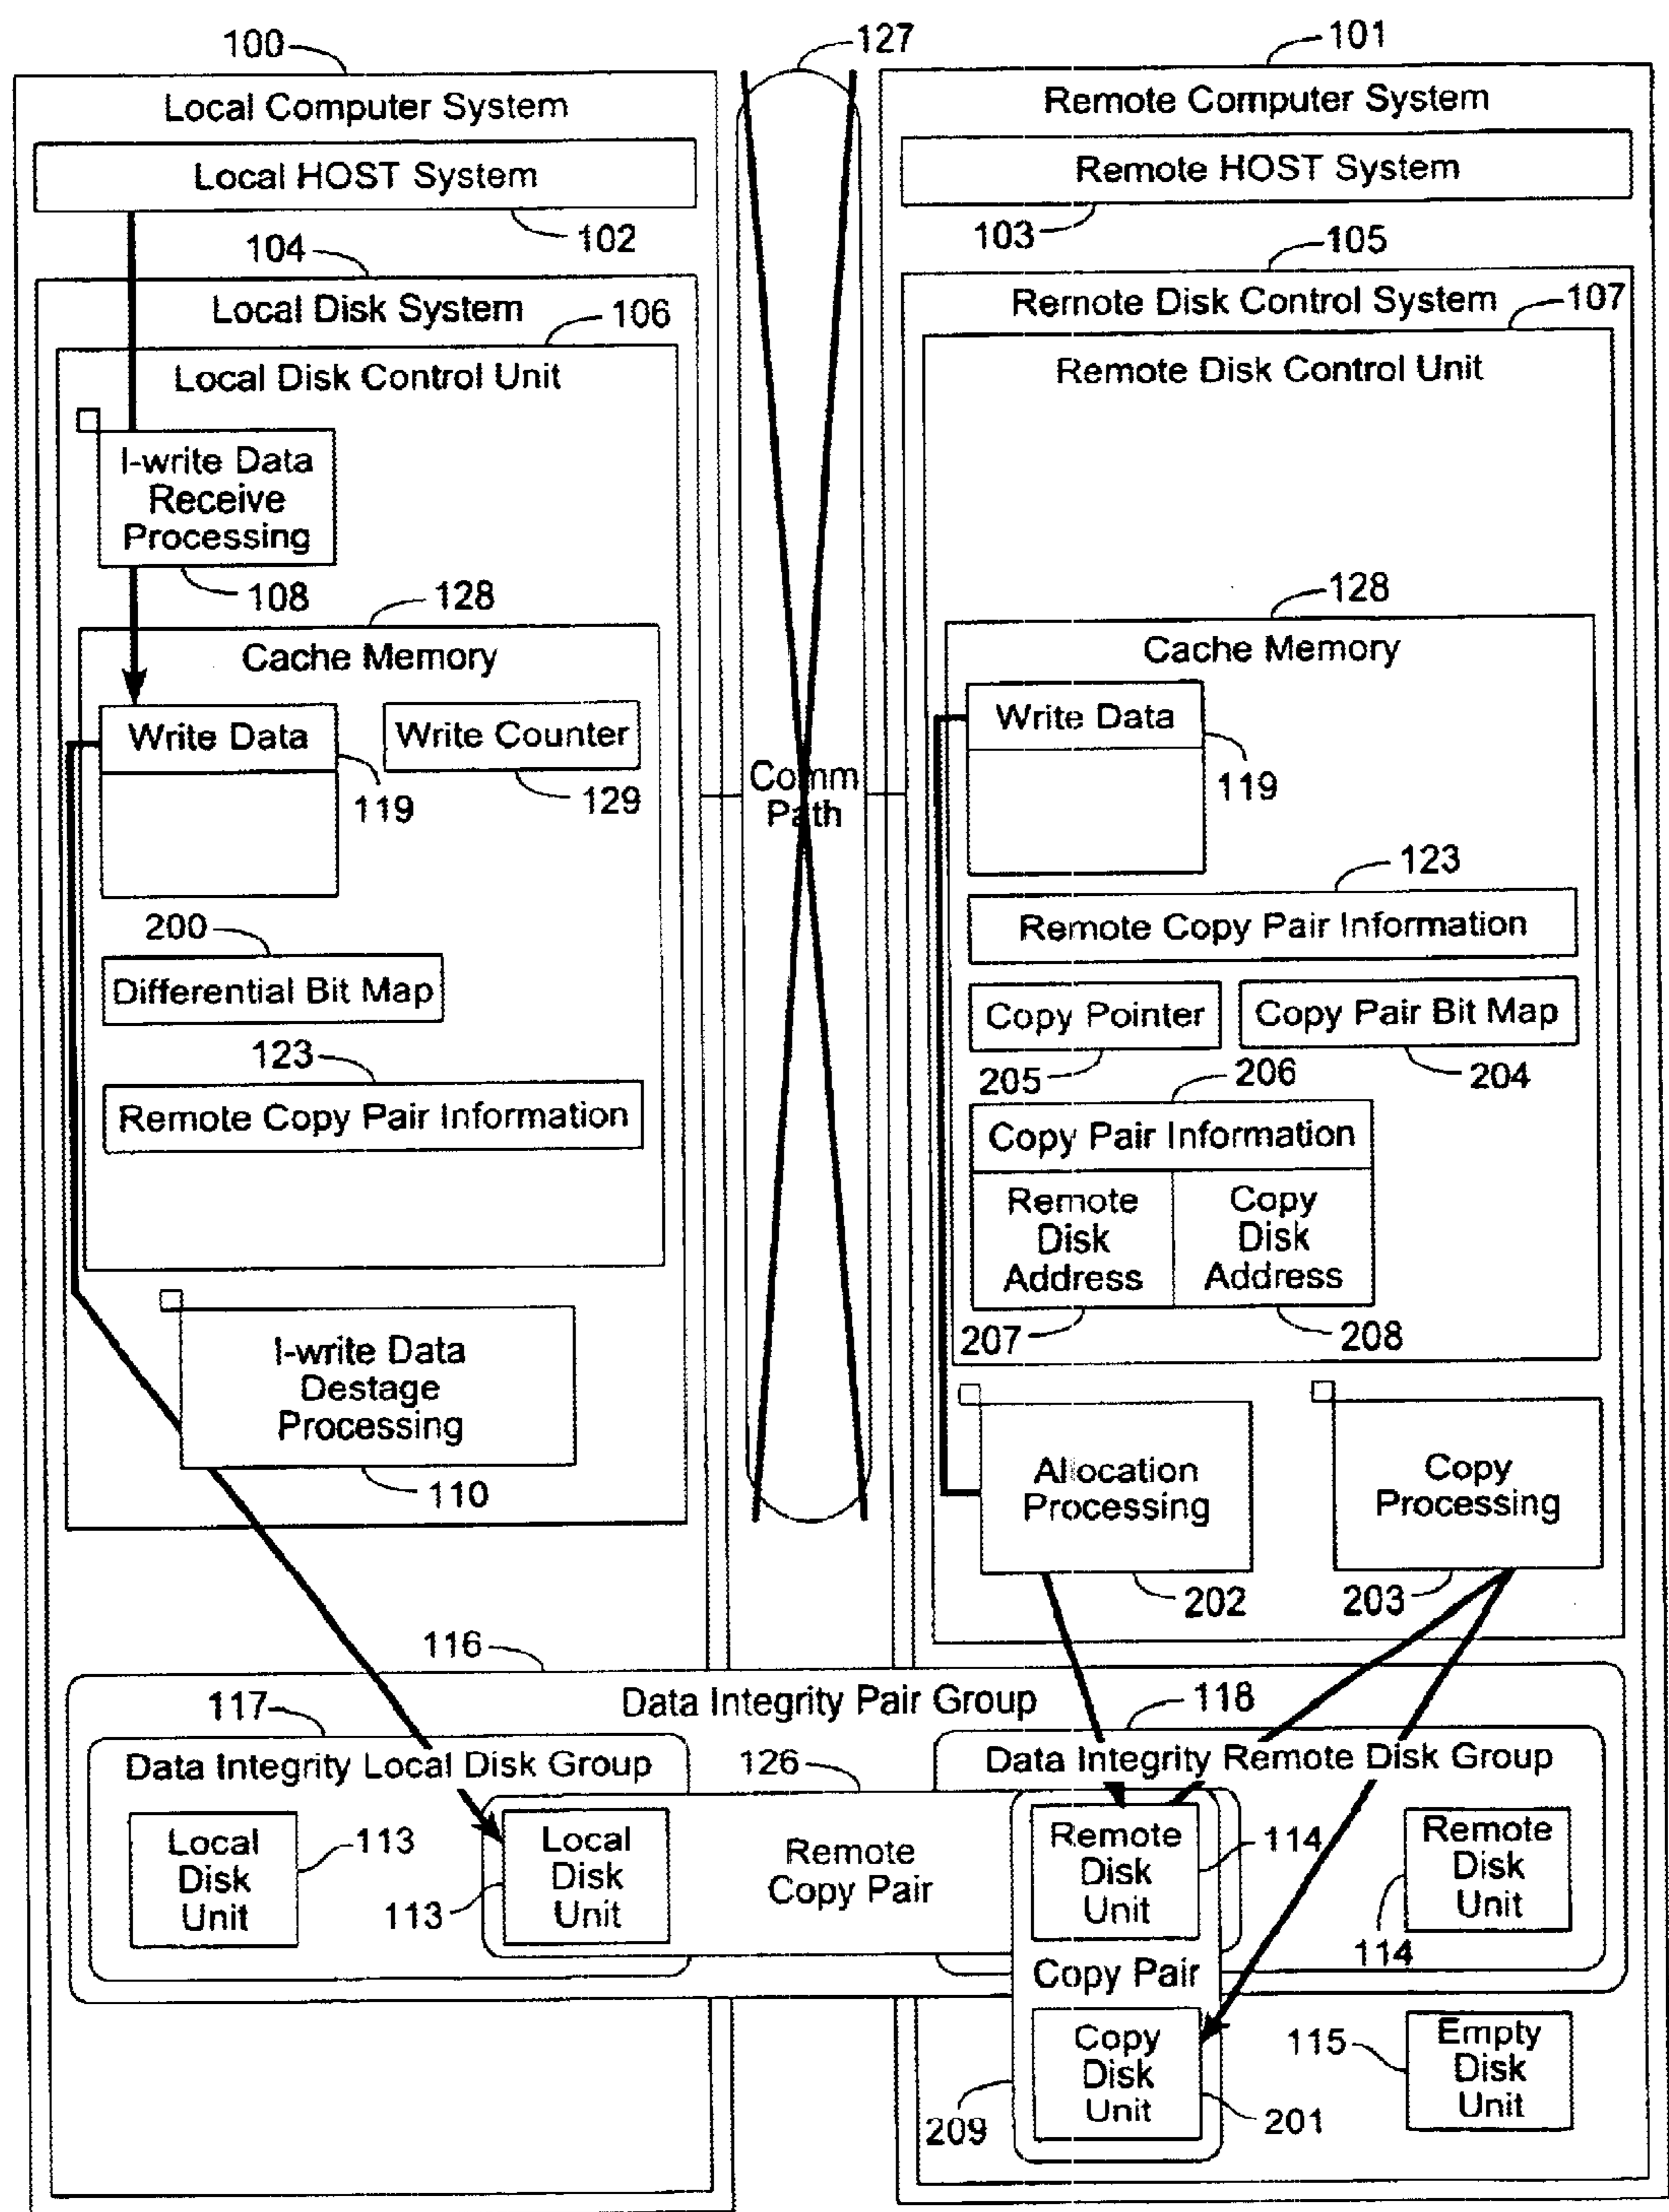 100
127
101
Local Computer System
Remote Computer System
Local HOST System
Remote HOST System
102
103
104
105
Local Disk System
Remote Disk Control System
106
107
Local Disk Control Unit
Remote Disk Control Unit
I-write Data
Receive
Processing
108
128
128
Cache Memory
Cache Memory
Write Data
Write Counter
Write Data
119
129
Comm
Path
119
123
Remote Copy Pair Information
200
Differential Bit Map
Copy Pointer
Copy Pair Bit Map
205
206
204
123
Remote Copy Pair Information
Copy Pair Information
Remote
Disk
Address
Copy
Disk
Address
207
208
I-write Data
Destage
Processing
110
Allocation
Processing
Copy
Processing
202
203
116
Data Integrity Pair Group
117
118
Data Integrity Local Disk Group
126
Data Integrity Remote Disk Group
Local
Disk
Unit
113
113
Local
Disk
Unit
Remote
Copy Pair
Remote
Disk
Unit
114
Remote
Disk
Unit
114
Copy Pair
Copy
Disk
Unit
209
201
115
Empty
Disk
Unit